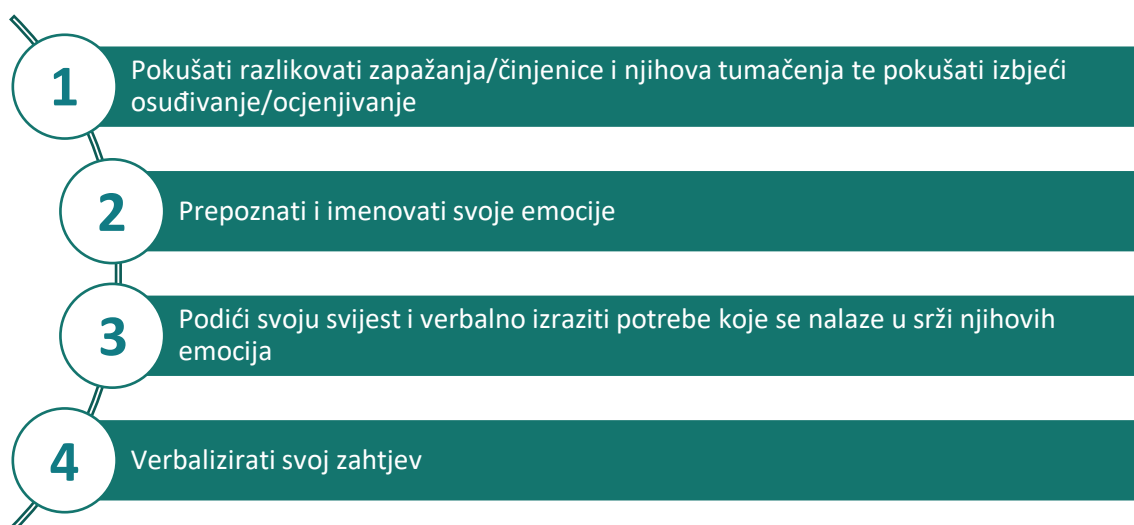 1
Pokušati razlikovati zapažanja/činjenice i njihova tumačenja te pokušati izbjeći
osuđivanje/ocjenjivanje
2
Prepoznati i imenovati svoje emocije
3
Podići svoju svijest i verbalno izraziti potrebe koje se nalaze u srži njihovih
emocija
4
Verbalizirati svoj zahtjev